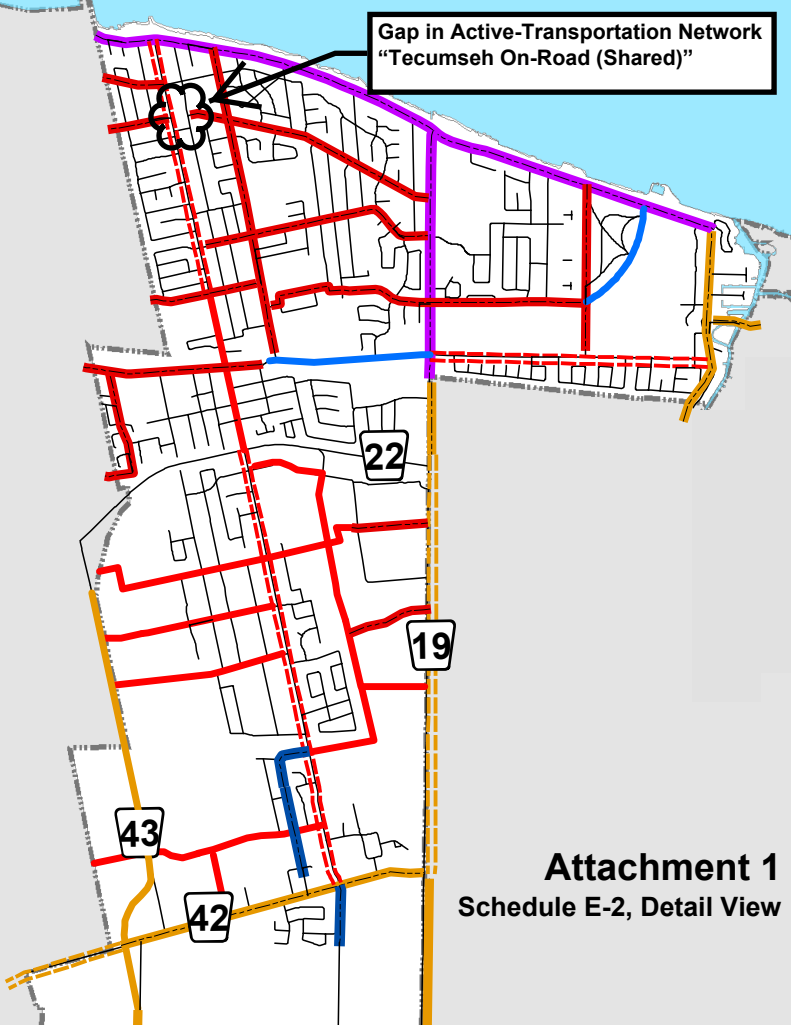 Gap in Active-Transportation Network
“Tecumseh On-Road (Shared)”
22
19
43
42
Attachment 1
Schedule E-2, Detail View